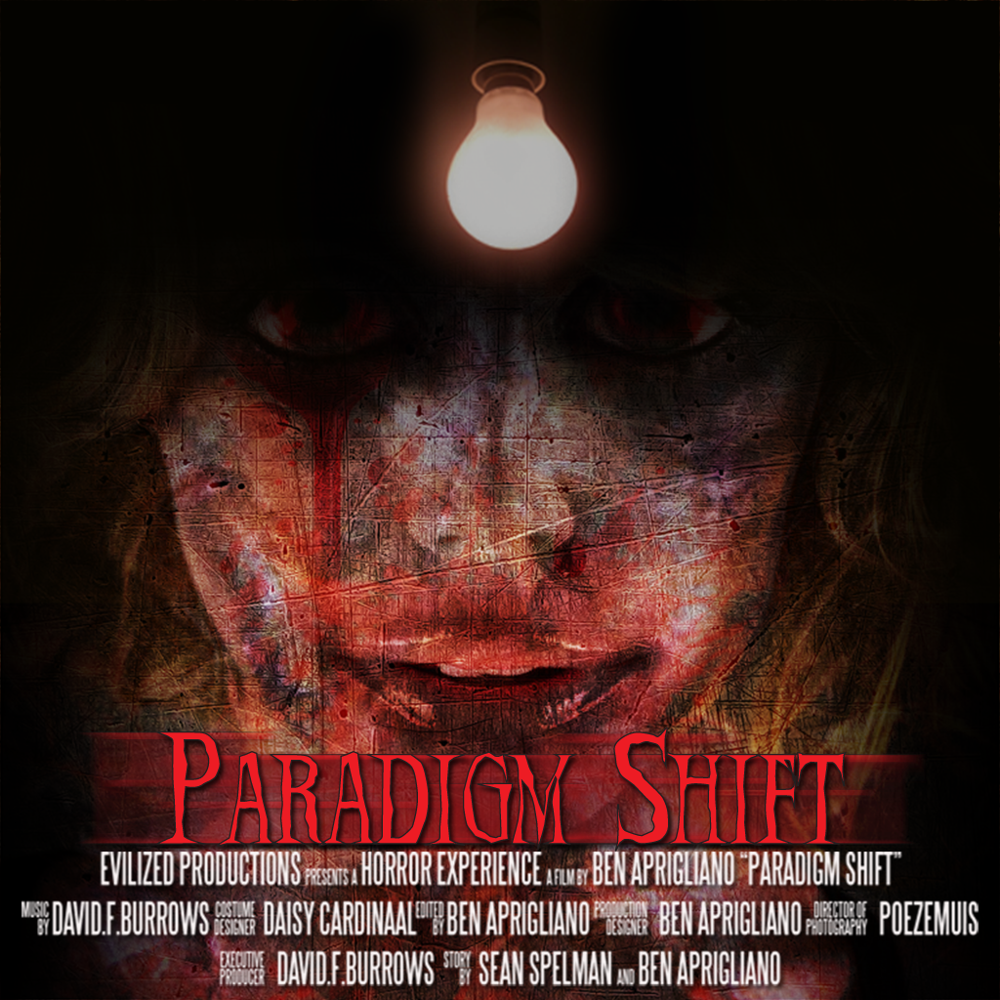 PARADIGM SHIFT
EVILIZED PRODUCTIONS PRESENTS A HORROR EXPERIENCE A FILM BY BEN APRIGLIANO “PARADIGM SHIFT”
MUSIC BY DAVID.F.BURROWS COSTUME DESIGNER DAISY CARDINAAL EDITED BY BEN APRIGLIANO PRODUCTION DESIGNER BEN APRIGLIANO DIRECTOR OF PHOTOGRAPHY POEZEMUIS
EXECUTIVE PRODUCER DAVID.F.BURROWS STORY BY SEAN SPELMAN AND BEN APRIGLIANO